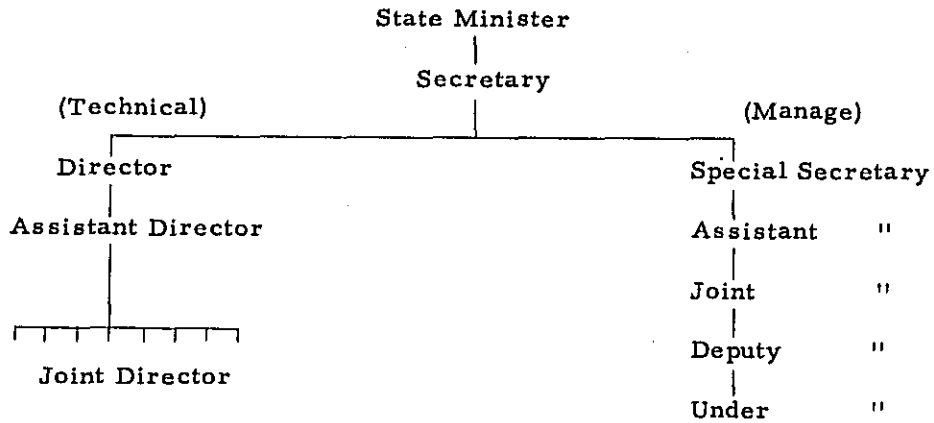 State Minister
Secretary
(Technical)
(Manage)
Director
Special Secretary
Assistant Director
Assistant "
Joint "
Deputy "
Joint Director
Under "